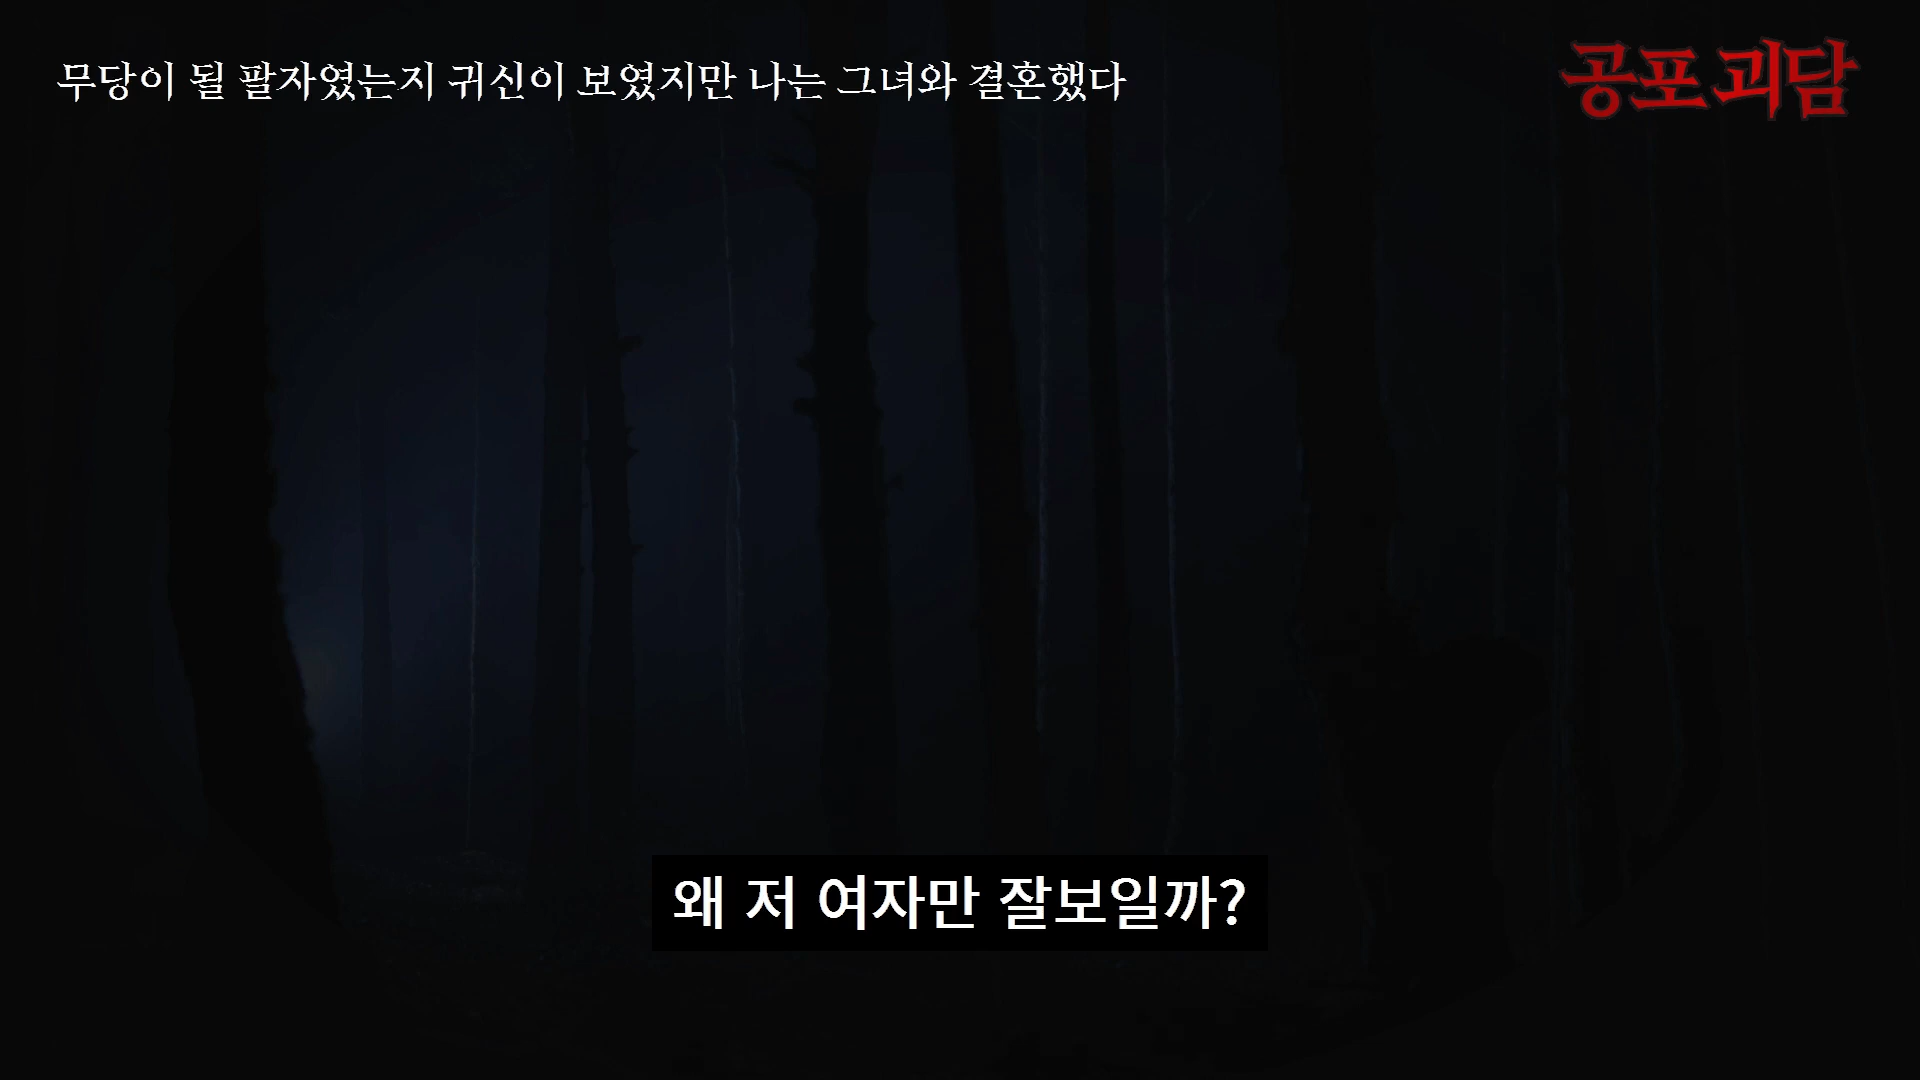 무당이 될 팔자였는지 귀신이 보였지만 나는 그녀와 결혼했다
공포 괴담
왜 저 여자만 잘보일까?